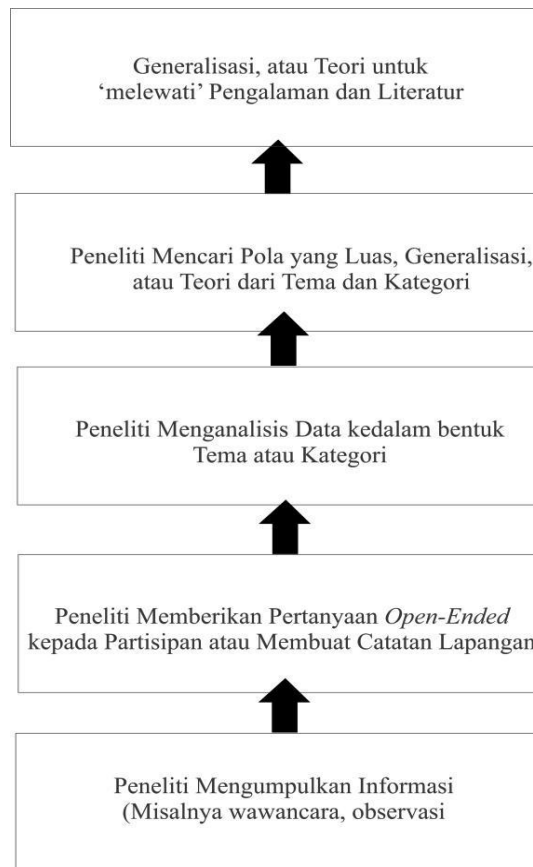 Generalisasi, atau Teori untuk
‘melewati’ Pengalaman dan Literatur
Peneliti Mencari Pola yang Luas, Generalisasi,
atau Teori dari Tema dan Kategori
Peneliti Menganalisis Data kedalam bentuk
Tema atau Kategori
Peneliti Memberikan Pertanyaan Open-Ended
kepada Partisipan atau Membuat Catatan Lapangan
Peneliti Mengumpulkan Informasi
(Misalnya wawancara, observasi